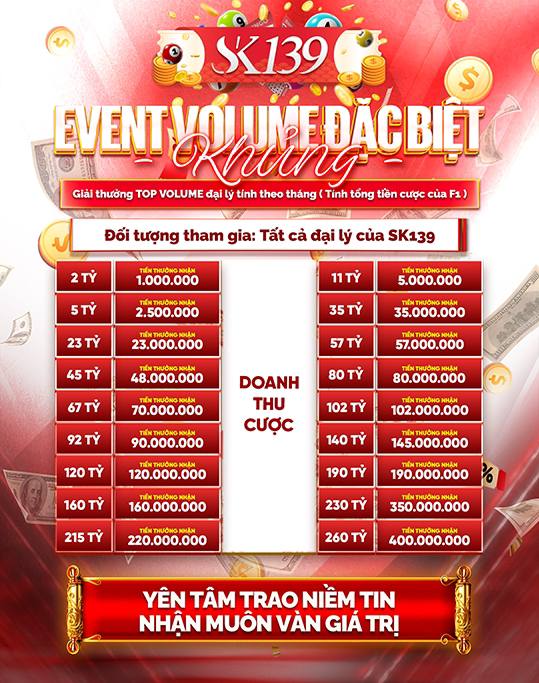 SK139
EVENT VOLUME ĐẶC BIỆT
Khủng
Giải thưởng TOP VOLUME đại lý tính theo tháng ( Tính tổng tiền cược của F1 )
Đối tượng tham gia: Tất cả đại lý của SK139
2 TỶ
TIỀN THƯỞNG NHẬN
1.000.000
5 TỶ
TIỀN THƯỞNG NHẬN
2.500.000
23 TỶ
TIỀN THƯỞNG NHẬN
23.000.000
45 TỶ
TIỀN THƯỞNG NHẬN
48.000.000
67 TỶ
TIỀN THƯỞNG NHẬN
70.000.000
92 TỶ
TIỀN THƯỞNG NHẬN
90.000.000
120 TỶ
TIỀN THƯỞNG NHẬN
120.000.000
160 TỶ
TIỀN THƯỞNG NHẬN
160.000.000
215 TỶ
TIỀN THƯỞNG NHẬN
220.000.000
DOANH
THU
CƯỢC
11 TỶ
TIỀN THƯỞNG NHẬN
5.000.000
35 TỶ
TIỀN THƯỞNG NHẬN
35.000.000
57 TỶ
TIỀN THƯỞNG NHẬN
57.000.000
80 TỶ
TIỀN THƯỞNG NHẬN
80.000.000
102 TỶ
TIỀN THƯỞNG NHẬN
102.000.000
140 TỶ
TIỀN THƯỞNG NHẬN
145.000.000
190 TỶ
TIỀN THƯỞNG NHẬN
190.000.000
230 TỶ
TIỀN THƯỞNG NHẬN
350.000.000
260 TỶ
TIỀN THƯỞNG NHẬN
400.000.000
%
YÊN TÂM TRAO NIỀM TIN
NHẬN MUÔN VÀN GIÁ TRỊ